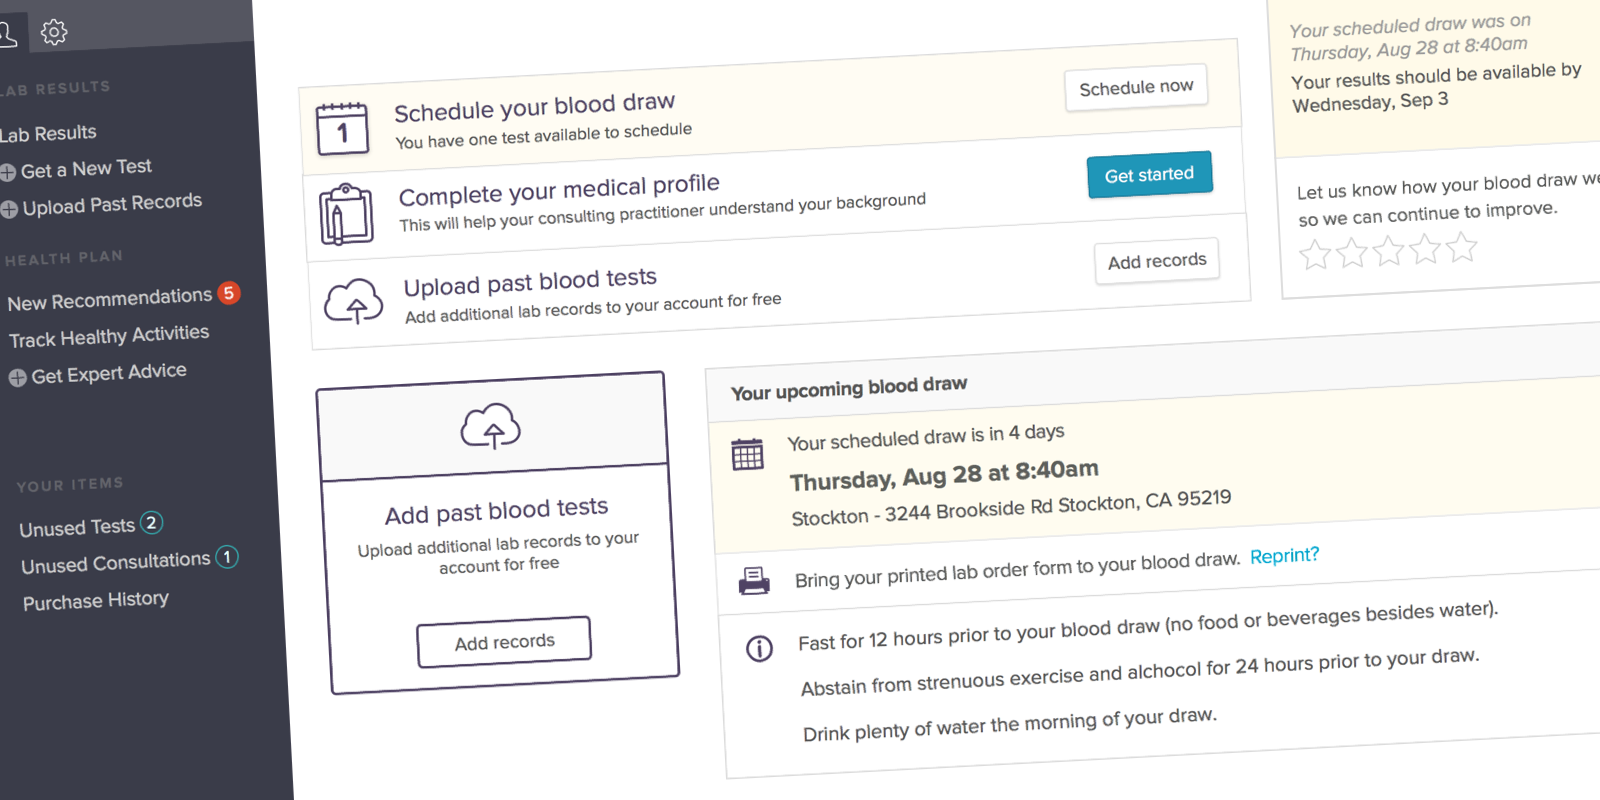 LAB RESULTS
Lab Results
Get a New Test
Upload Past Records
HEALTH PLAN
New Recommendations 5
Track Healthy Activities
Get Expert Advice
YOUR ITEMS
Unused Tests 2
Unused Consultations 1
Purchase History
1
Schedule your blood draw
You have one test available to schedule
Schedule now
Complete your medical profile
This will help your consulting practitioner understand your background
Get started
Upload past blood tests
Add additional lab records to your account for free
Add records
Your scheduled draw was on
Thursday, Aug 28 at 8:40am
Your results should be available by
Wednesday, Sep 3
Let us know how your blood draw we
so we can continue to improve.
Add past blood tests
Upload additional lab records to your
account for free
Add records
Your upcoming blood draw
Your scheduled draw is in 4 days
Thursday, Aug 28 at 8:40am
Stockton - 3244 Brookside Rd Stockton, CA 95219
Bring your printed lab order form to your blood draw. Reprint?
Fast for 12 hours prior to your blood draw (no food or beverages besides water).
Abstain from strenuous exercise and alchocol for 24 hours prior to your draw.
Drink plenty of water the morning of your draw.